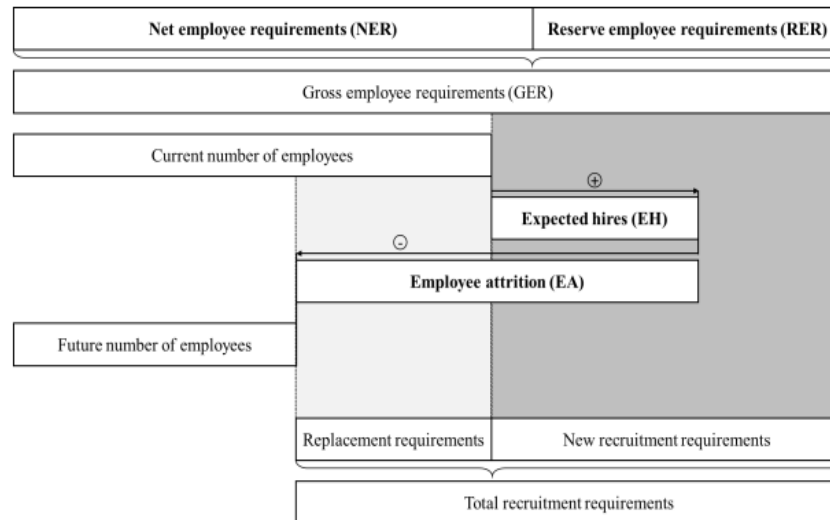 Net employee requirements (NER)
Reserve employee requirements (RER)
Gross employee requirements (GER)
Current number of employees
+
Expected hires (EH)
-
Employee attrition (EA)
Future number of employees
Replacement requirements
New recruitment requirements
Total recruitment requirements